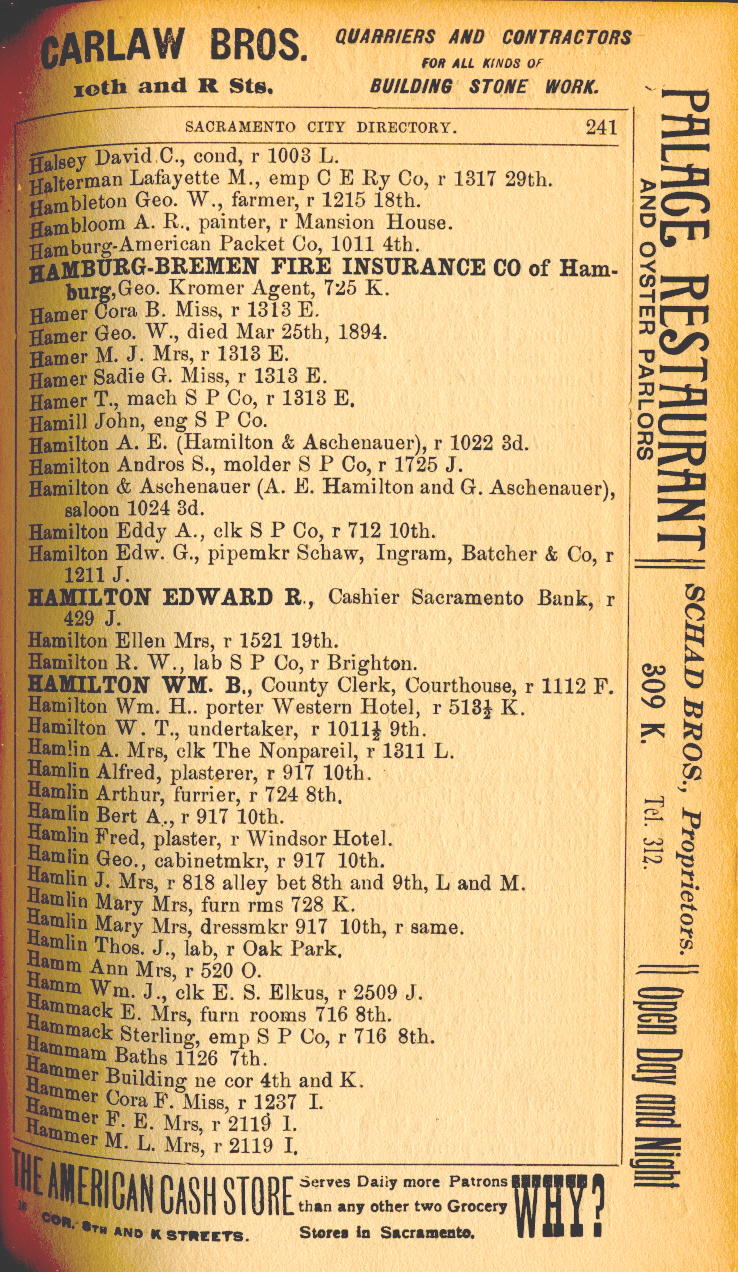 CARLAW BROS.
10th and R Sts.
QUARRIERS AND CONTRACTORS
FOR ALL KINDS OF
BUILDING STONE WORK.
SACRAMENTO CITY DIRECTORY. 241
Halsey David C., cond, r 1003 L.
Halterman Lafayette M., emp C E Ry Co, r 1317 29th.
Hambleton Geo. W., farmer, r 1215 18th.
Hambloom A. R., painter, r Mansion House.
Hamburg-American Packet Co, 1011 4th.
HAMBURG-BREMEN FIRE INSURANCE CO of Ham-
burg, Geo. Kromer Agent, 725 K.
Hamer Cora B. Miss, r 1313 E.
Hamer Geo. W., died Mar 25th, 1894.
Hamer M. J. Mrs, r 1313 E.
Hamer Sadie G. Miss, r 1313 E.
Hamer T., mach S P Co, r 1313 E.
Hamill John, eng S P Co.
Hamilton A. E. (Hamilton & Aschenauer), r 1022 3d.
Hamilton Andros S., molder S P Co, r 1725 J.
Hamilton & Aschenauer (A. E. Hamilton and G. Aschenauer),
saloon 1024 3d.
Hamilton Eddy A., clk S P Co, r 712 10th.
Hamilton Edw. G., pipemkr Schaw, Ingram, Batcher & Co, r
1211 J.
HAMILTON EDWARD R., Cashier Sacramento Bank, r
429 J.
Hamilton Ellen Mrs, r 1521 19th.
Hamilton R. W., lab S P Co, r Brighton.
HAMILTON WM. B., County Clerk, Courthouse, r 1112 F.
Hamilton Wm. H.. porter Western Hotel, r 513½ K.
Hamilton W. T., undertaker, r 1011½ 9th.
Hamlin A. Mrs, clk The Nonpareil, r 1311 L.
Hamlin Alfred, plasterer, r 917 10th.
Hamlin Arthur, furrier, r 724 8th.
Hamlin Bert A., r 917 10th.
Hamlin Fred, plaster, r Windsor Hotel.
Hamlin Geo., cabinetmkr, r 917 10th.
Hamlin J. Mrs, r 818 alley bet 8th and 9th, L and M.
Hamlin Mary Mrs, furn rms 728 K.
Hamlin Mary Mrs, dressmkr 917 10th, r same.
Hamlin Thos. J., lab, r Oak Park.
Hamm Ann Mrs, r 520 O.
Hamm Wm. J., clk E. S. Elkus, r 2509 J.
Hammack E. Mrs, furn rooms 716 8th.
Hammack Sterling, emp S P Co, r 716 8th.
Hammam Baths 1126 7th.
Hammer Building ne cor 4th and K.
Hammer Cora F. Miss, r 1237 I.
Hammer F. E. Mrs, r 2119 I.
Hammer M. L. Mrs, r 2119 I.
PALACE RESTAURANT
AND OYSTER PARLORS
SCHAD BROS., Proprietors.
309 K. Tel. 312.
Open Day and Night
THE AMERICAN CASH STORE
16 COR. 8TH AND K STREETS.
Serves Daily more Patrons
than any other two Grocery
Stores in Sacramento.
WHY?